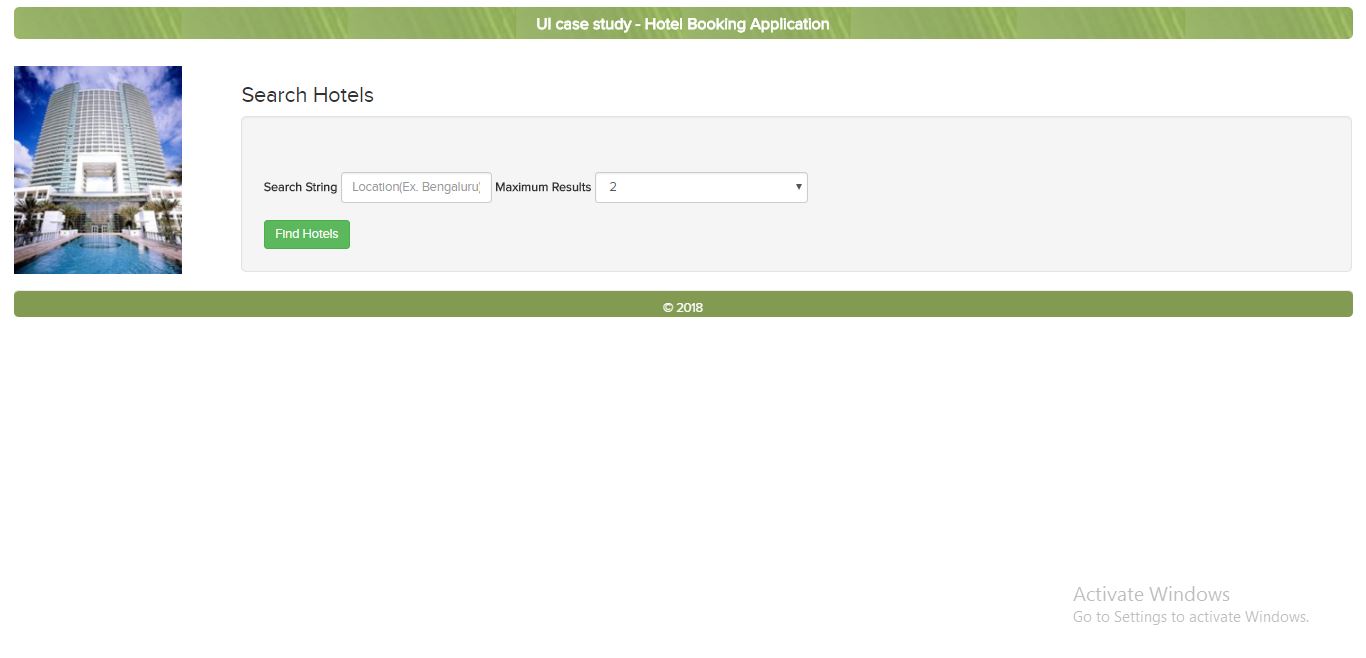 UI case study - Hotel Booking Application
Search Hotels
Search String Location(Ex. Bengaluru) Maximum Results 2
Find Hotels
© 2018
Activate Windows
Go to Settings to activate Windows.